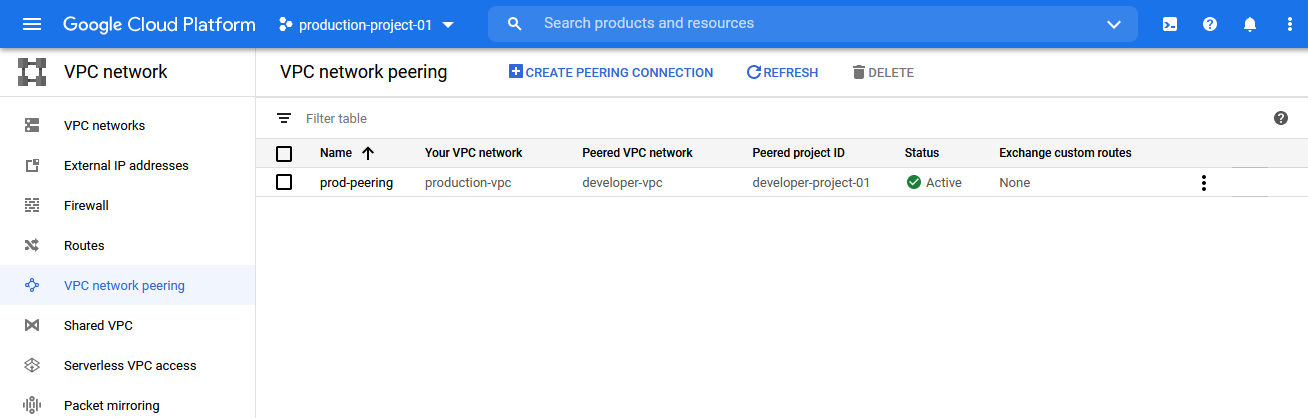 Google Cloud Platform production-project-01 Search products and resources
VPC network
VPC network peering CREATE PEERING CONNECTION REFRESH DELETE
VPC networks
External IP addresses
Firewall
Routes
VPC network peering
Shared VPC
Serverless VPC access
Packet mirroring
Filter table
Name Your VPC network Peered VPC network Peered project ID Status Exchange custom routes
prod-peering production-vpc developer-vpc developer-project-01 Active None